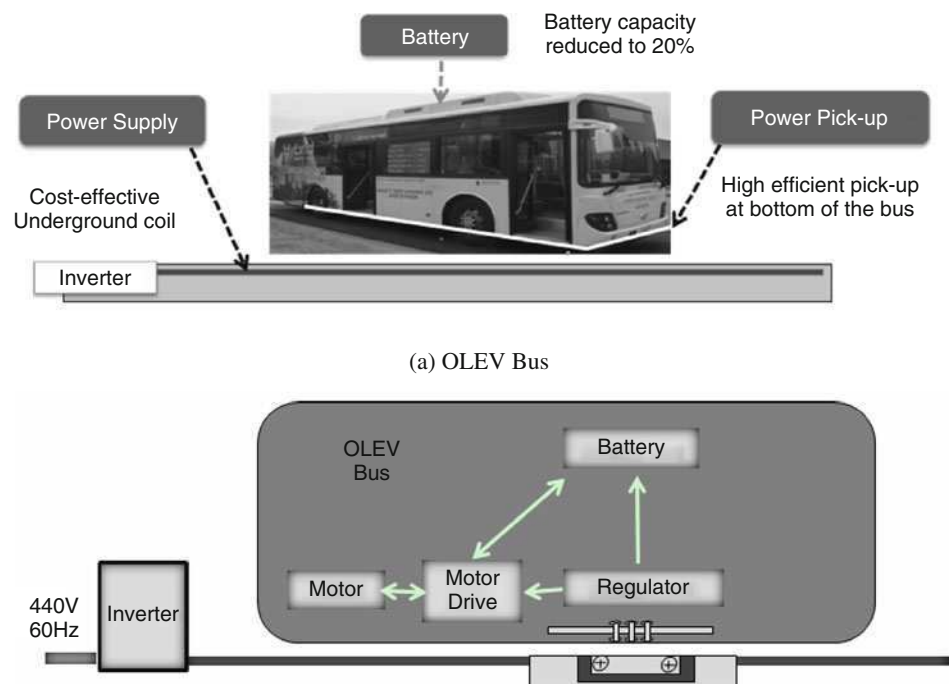 Battery
Battery capacity
reduced to 20%
Power Supply
Power Pick-up
Cost-effective
Underground coil
High efficient pick-up
at bottom of the bus
Inverter
(a) OLEV Bus
OLEV
Bus
Battery
Motor
Motor
Drive
Regulator
440V
60Hz
Inverter